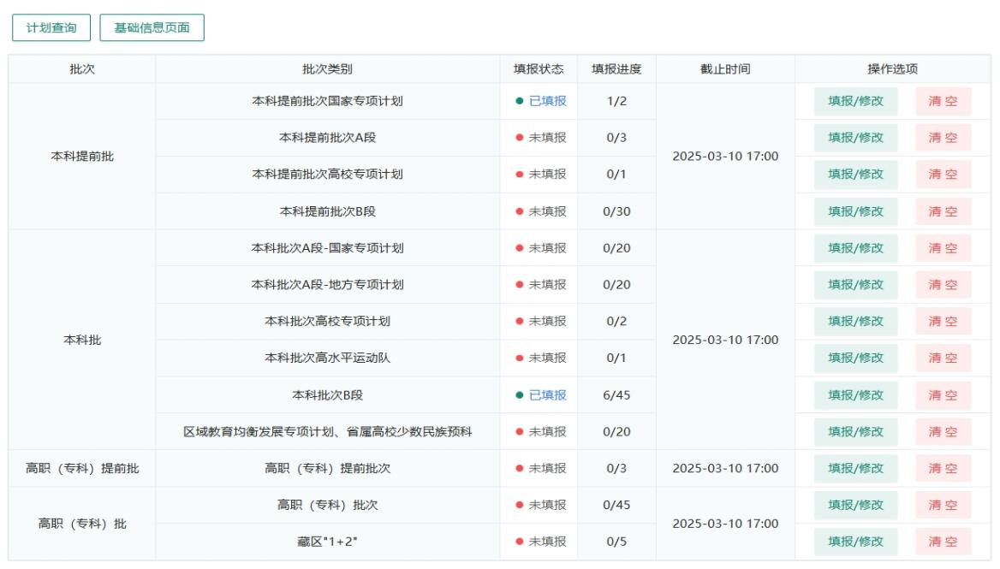 计划查询 基础信息页面
批次 批次类别 填报状态 填报进度 截止时间 操作选项
本科提前批 本科提前批次国家专项计划 已填报 1/2 2025-03-10 17:00 填报/修改 清 空
本科提前批次A段 未填报 0/3 填报/修改 清 空
本科提前批次高校专项计划 未填报 0/1 填报/修改 清 空
本科提前批次B段 未填报 0/30 填报/修改 清 空
本科批 本科批次A段-国家专项计划 未填报 0/20 2025-03-10 17:00 填报/修改 清 空
本科批次A段-地方专项计划 未填报 0/20 填报/修改 清 空
本科批次高校专项计划 未填报 0/2 填报/修改 清 空
本科批次高水平运动队 未填报 0/1 填报/修改 清 空
本科批次B段 已填报 6/45 填报/修改 清 空
区域教育均衡发展专项计划、省属高校少数民族预科 未填报 0/20 填报/修改 清 空
高职（专科）提前批 高职（专科）提前批次 未填报 0/3 2025-03-10 17:00 填报/修改 清 空
高职（专科）批 高职（专科）批次 未填报 0/45 2025-03-10 17:00 填报/修改 清 空
藏区"1+2" 未填报 0/5 填报/修改 清 空